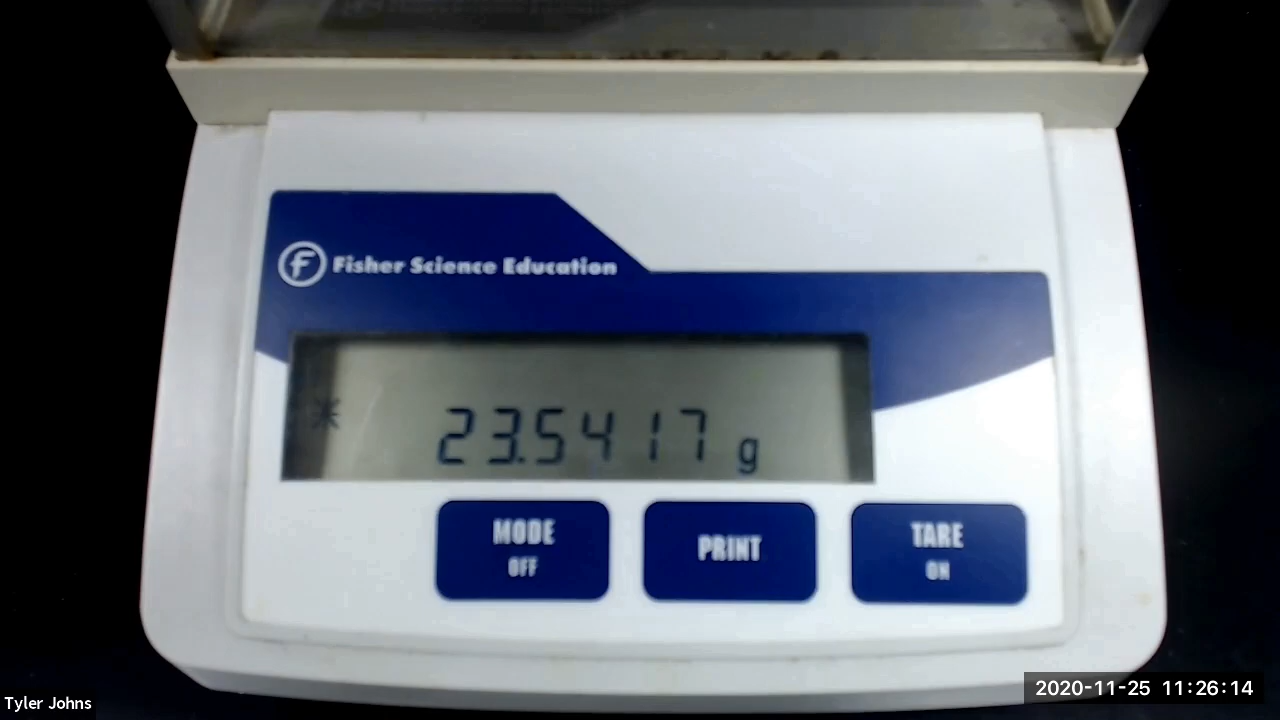 Fisher Science Education
* 23.5417 g
MODE
OFF
PRINT
TARE
ON
Tyler Johns
2020-11-25 11:26:14